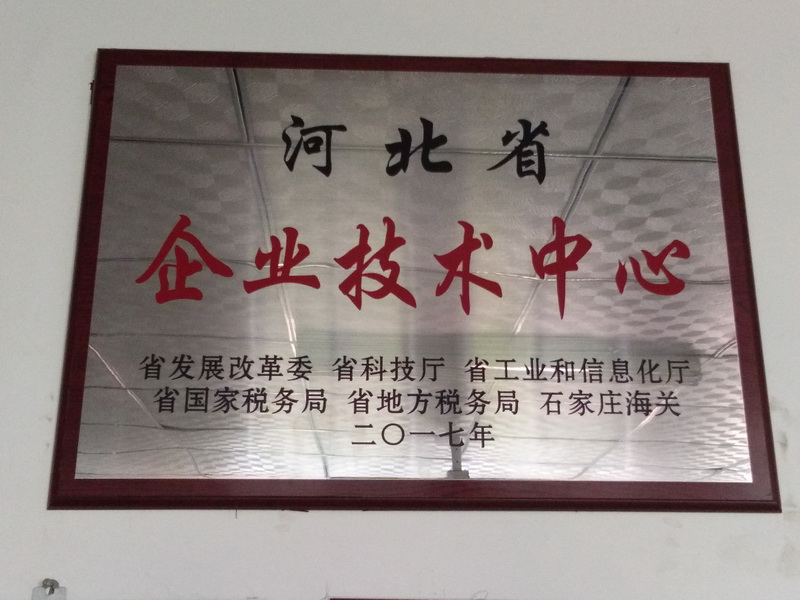 河北省
企业技术中心
省发展改革委 省科技厅 省工业和信息化厅
省国家税务局 省地方税务局 石家庄海关
二〇一七年